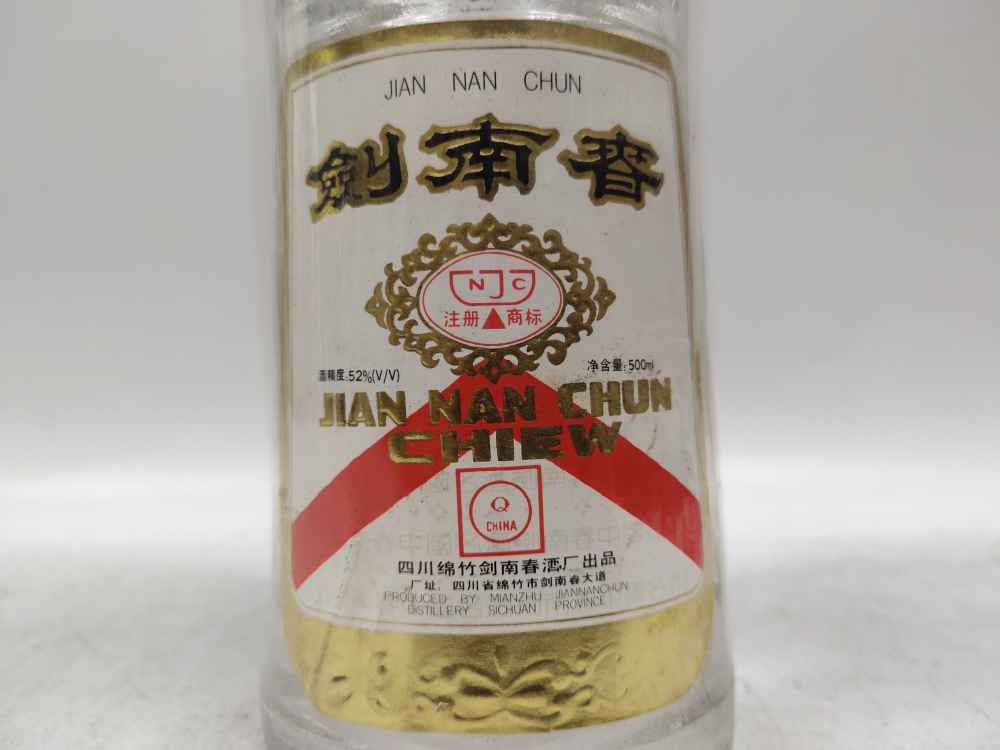 JIAN NAN CHUN
劍南春
NJC
注册商标
酒精度:52%(V/V)
净含量:500ml
JIAN NAN CHUN
CHIEW
Q
CHINA
四川绵竹剑南春酒厂出品
厂址:四川省绵竹市剑南春大道
PRODUCED BY MIANZHU JIANNANCHUN
DISTILLERY SICHUAN PROVINCE